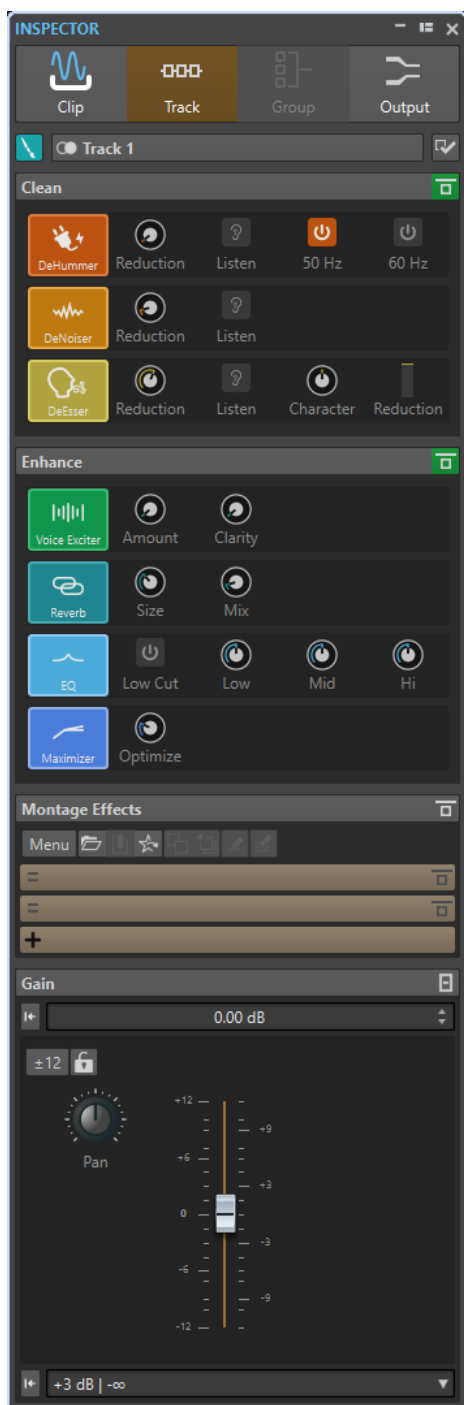 INSPECTOR
Clip Track Group Output
Track 1
Clean
DeHummer Reduction Listen 50 Hz 60 Hz
DeNoiser Reduction Listen
DeEsser Reduction Listen Character Reduction
Enhance
Voice Exciter Amount Clarity
Reverb Size Mix
EQ Low Cut Low Mid Hi
Maximizer Optimize
Montage Effects
Menu
Gain
0.00 dB
±12
Pan
+12
+9
+6
+3
0
-3
-6
-9
-12
+3 dB | -∞